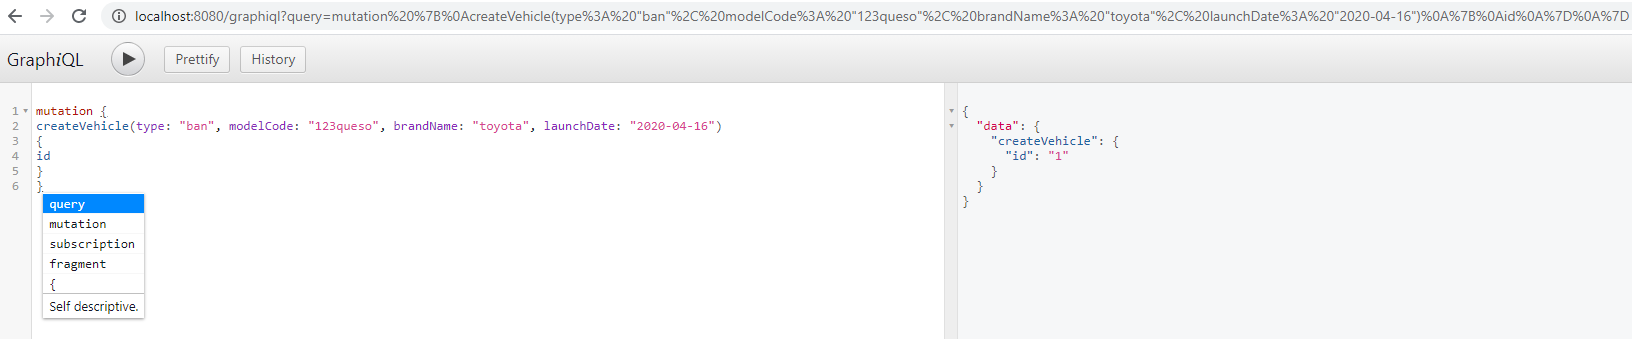 localhost:8080/graphiql?query=mutation%20%7B%0AcreateVehicle(type%3A%20"ban"%2C%20modelCode%3A%20"123queso"%2C%20brandName%3A%20"toyota"%2C%20launchDate%3A%20"2020-04-16")%0A%7B%0Aid%0A%7D%0A%7D
GraphiQL Prettify History
1 mutation {
2 createVehicle(type: "ban", modelCode: "123queso", brandName: "toyota", launchDate: "2020-04-16")
3 {
4 id
5 }
6 }
query
mutation
subscription
fragment
{
Self descriptive.
{
"data": {
"createVehicle": {
"id": "1"
}
}
}